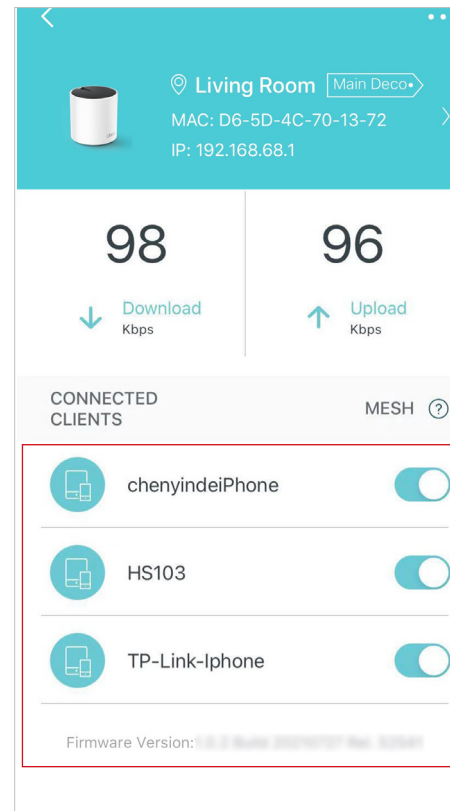 Living Room Main Deco
MAC: D6-5D-4C-70-13-72
IP: 192.168.68.1
98 96
Download Upload
Kbps Kbps
CONNECTED
CLIENTS
MESH ?
chenyindeiPhone
HS103
TP-Link-Iphone
Firmware Version: